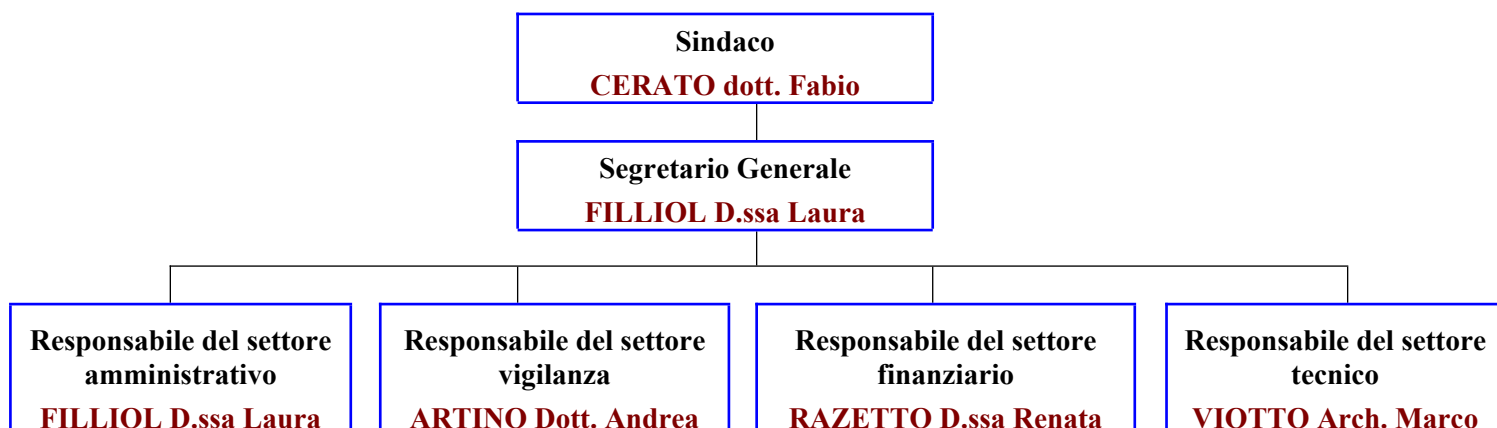 Sindaco
CERATO dott. Fabio
Segretario Generale
FILLIOL D.ssa Laura
Responsabile del settore
amministrativo
FILLIOL D.ssa Laura
Responsabile del settore
vigilanza
ARTINO Dott. Andrea
Responsabile del settore
finanziario
RAZETTO D.ssa Renata
Responsabile del settore
tecnico
VIOTTO Arch. Marco